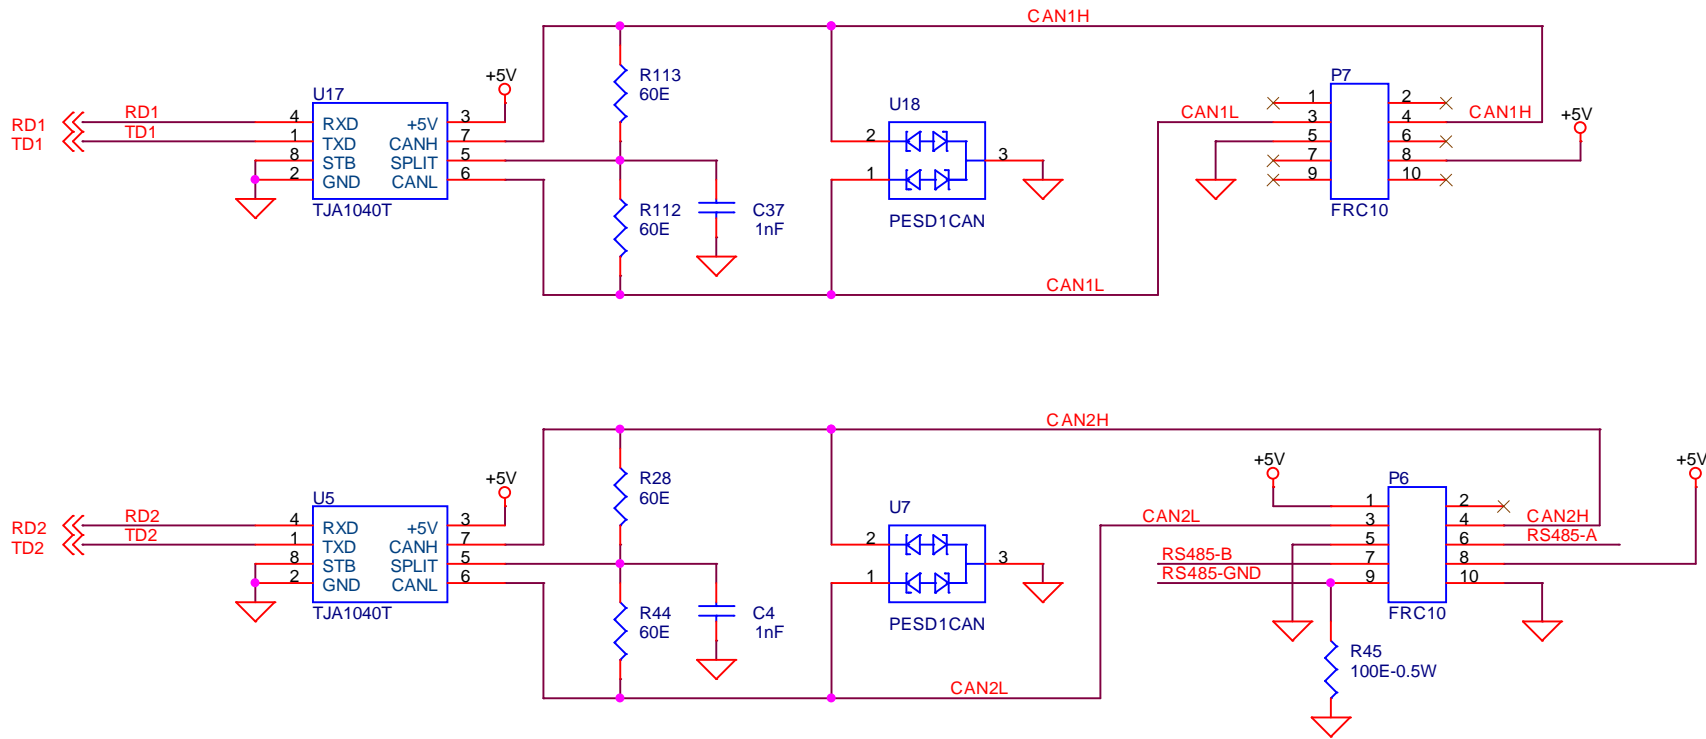 CAN1H
R113
60E
+5V
U17
RD1
TD1
RD1
TD1
4 RXD +5V 3
1 TXD CANH 7
8 STB SPLIT 5
2 GND CANL 6
TJA1040T
R112
60E
C37
1nF
U18
2
1
3
PESD1CAN
CAN1L
P7
1 2
3 4
5 6
7 8
9 10
FRC10
CAN1L
CAN1H
+5V
CAN2H
R28
60E
+5V
U5
RD2
TD2
RD2
TD2
4 RXD +5V 3
1 TXD CANH 7
8 STB SPLIT 5
2 GND CANL 6
TJA1040T
R44
60E
C4
1nF
U7
2
1
3
PESD1CAN
CAN2L
+5V
P6
+5V
1 2
3 4
5 6
7 8
9 10
FRC10
CAN2L
CAN2H
RS485-A
RS485-B
RS485-GND
R45
100E-0.5W